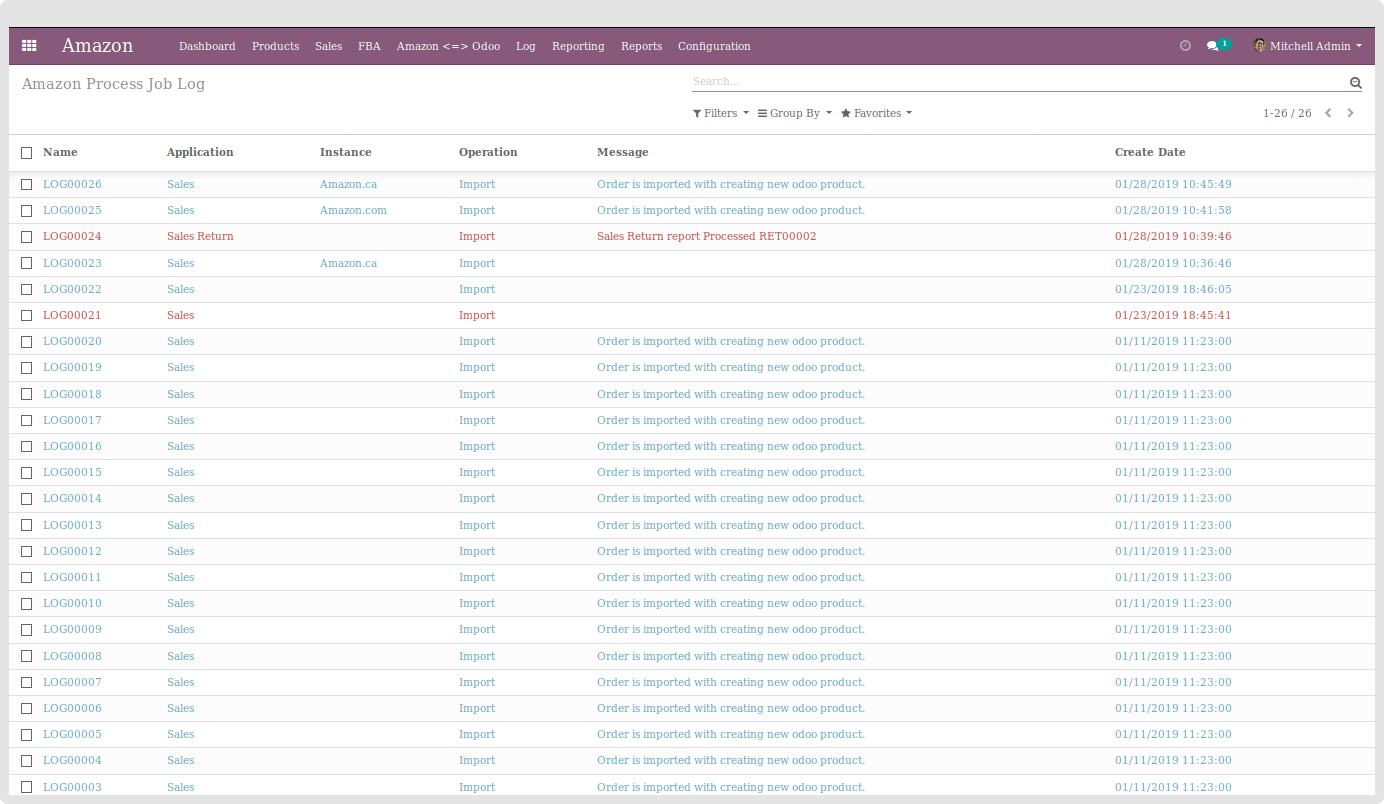 Amazon Dashboard Products Sales FBA Amazon <=> Odoo Log Reporting Reports Configuration 1 Mitchell Admin
Amazon Process Job Log Search...
Filters Group By Favorites 1-26 / 26
Name Application Instance Operation Message Create Date
LOG00026 Sales Amazon.ca Import Order is imported with creating new odoo product. 01/28/2019 10:45:49
LOG00025 Sales Amazon.com Import Order is imported with creating new odoo product. 01/28/2019 10:41:58
LOG00024 Sales Return Import Sales Return report Processed RET00002 01/28/2019 10:39:46
LOG00023 Sales Amazon.ca Import 01/28/2019 10:36:46
LOG00022 Sales Import 01/23/2019 18:46:05
LOG00021 Sales Import 01/23/2019 18:45:41
LOG00020 Sales Import Order is imported with creating new odoo product. 01/11/2019 11:23:00
LOG00019 Sales Import Order is imported with creating new odoo product. 01/11/2019 11:23:00
LOG00018 Sales Import Order is imported with creating new odoo product. 01/11/2019 11:23:00
LOG00017 Sales Import Order is imported with creating new odoo product. 01/11/2019 11:23:00
LOG00016 Sales Import Order is imported with creating new odoo product. 01/11/2019 11:23:00
LOG00015 Sales Import Order is imported with creating new odoo product. 01/11/2019 11:23:00
LOG00014 Sales Import Order is imported with creating new odoo product. 01/11/2019 11:23:00
LOG00013 Sales Import Order is imported with creating new odoo product. 01/11/2019 11:23:00
LOG00012 Sales Import Order is imported with creating new odoo product. 01/11/2019 11:23:00
LOG00011 Sales Import Order is imported with creating new odoo product. 01/11/2019 11:23:00
LOG00010 Sales Import Order is imported with creating new odoo product. 01/11/2019 11:23:00
LOG00009 Sales Import Order is imported with creating new odoo product. 01/11/2019 11:23:00
LOG00008 Sales Import Order is imported with creating new odoo product. 01/11/2019 11:23:00
LOG00007 Sales Import Order is imported with creating new odoo product. 01/11/2019 11:23:00
LOG00006 Sales Import Order is imported with creating new odoo product. 01/11/2019 11:23:00
LOG00005 Sales Import Order is imported with creating new odoo product. 01/11/2019 11:23:00
LOG00004 Sales Import Order is imported with creating new odoo product. 01/11/2019 11:23:00
LOG00003 Sales Import Order is imported with creating new odoo product. 01/11/2019 11:23:00